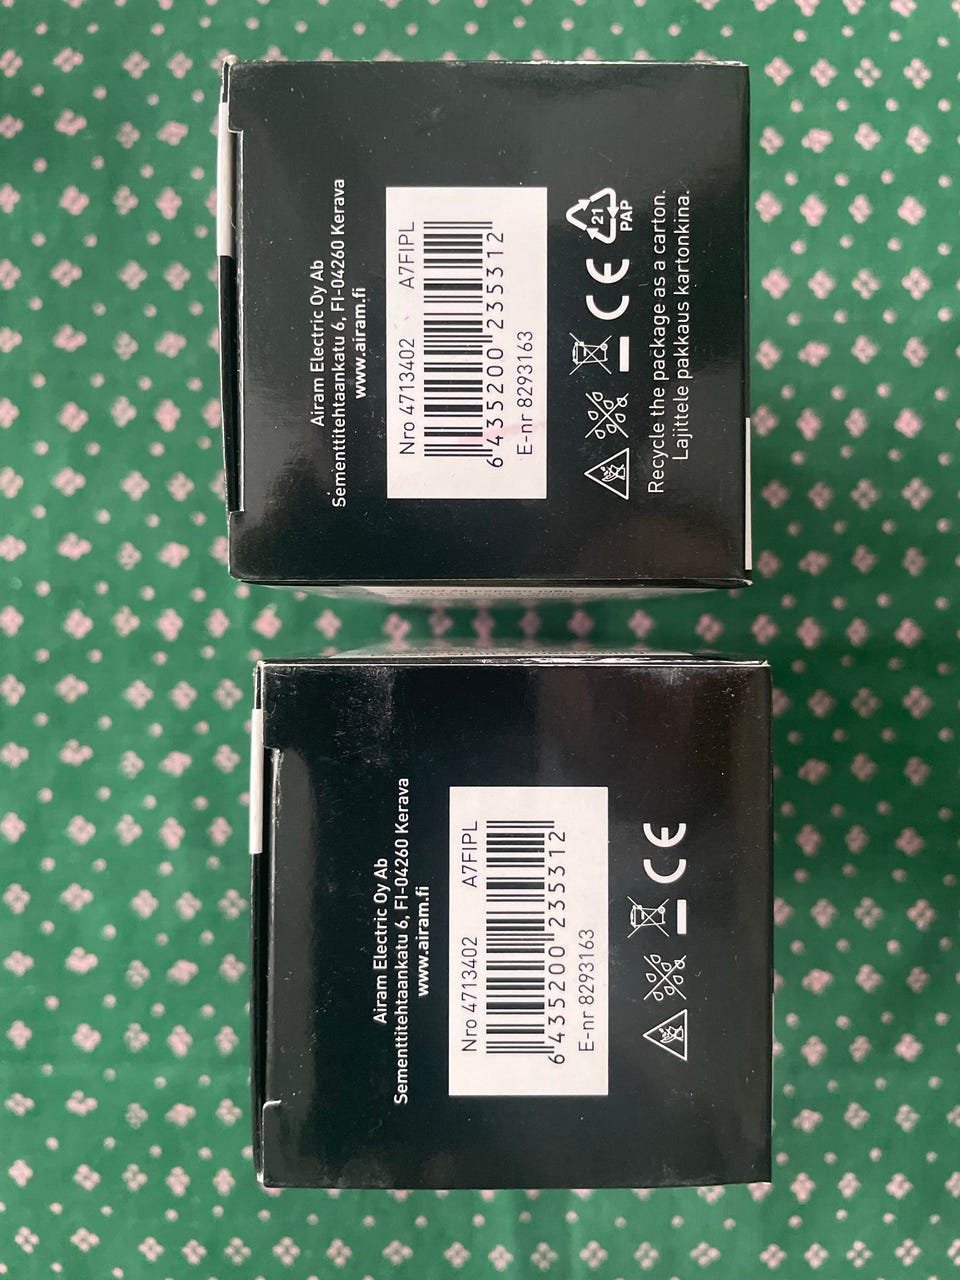 Airam Electric Oy Ab
Sementtitehtaankatu 6, FI-04260 Kerava
www.airam.fi
Nro 4713402 A7FIPL
6 435200 235312
E-nr 8293163
21
PAP
CE
Recycle the package as a carton.
Lajittele pakkaus kartonkina.
Airam Electric Oy Ab
Sementtitehtaankatu 6, FI-04260 Kerava
www.airam.fi
Nro 4713402 A7FIPL
6 435200 235312
E-nr 8293163
CE